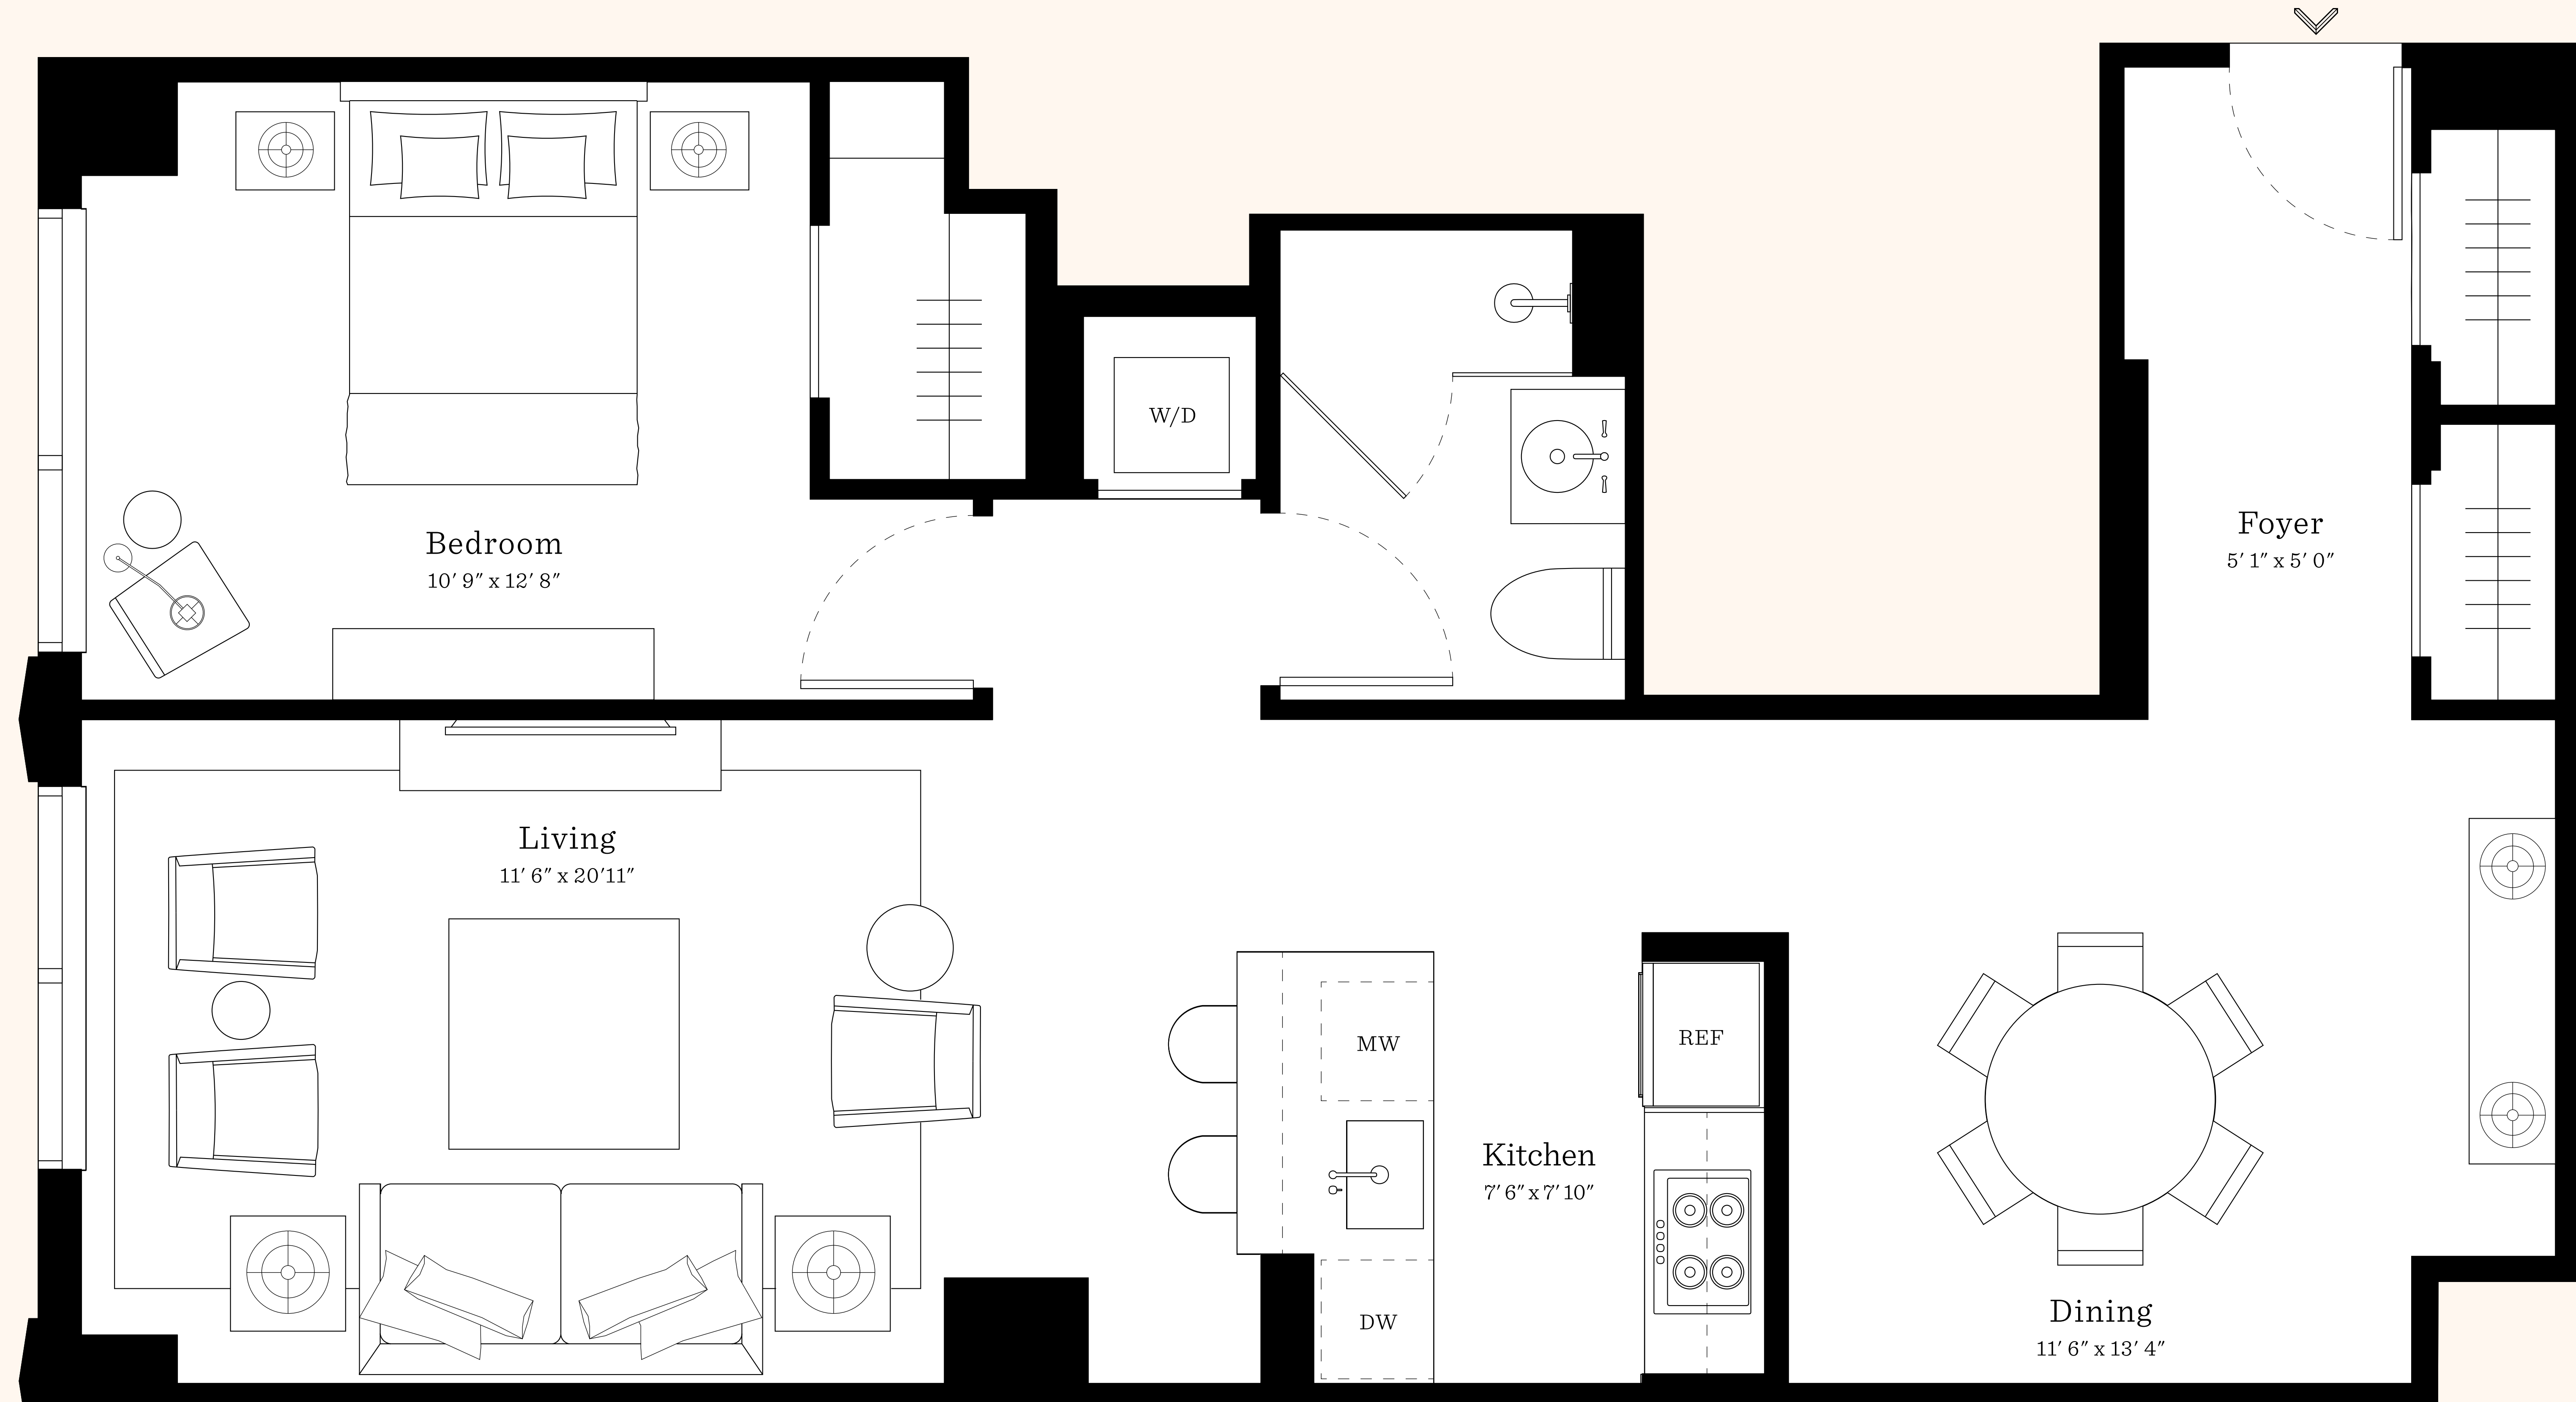 W/D
Bedroom
10' 9" x 12' 8"
Foyer
5' 1" x 5' 0"
Living
11' 6" x 20'11"
MW
REF
Kitchen
7' 6" x 7' 10"
DW
Dining
11' 6" x 13' 4"